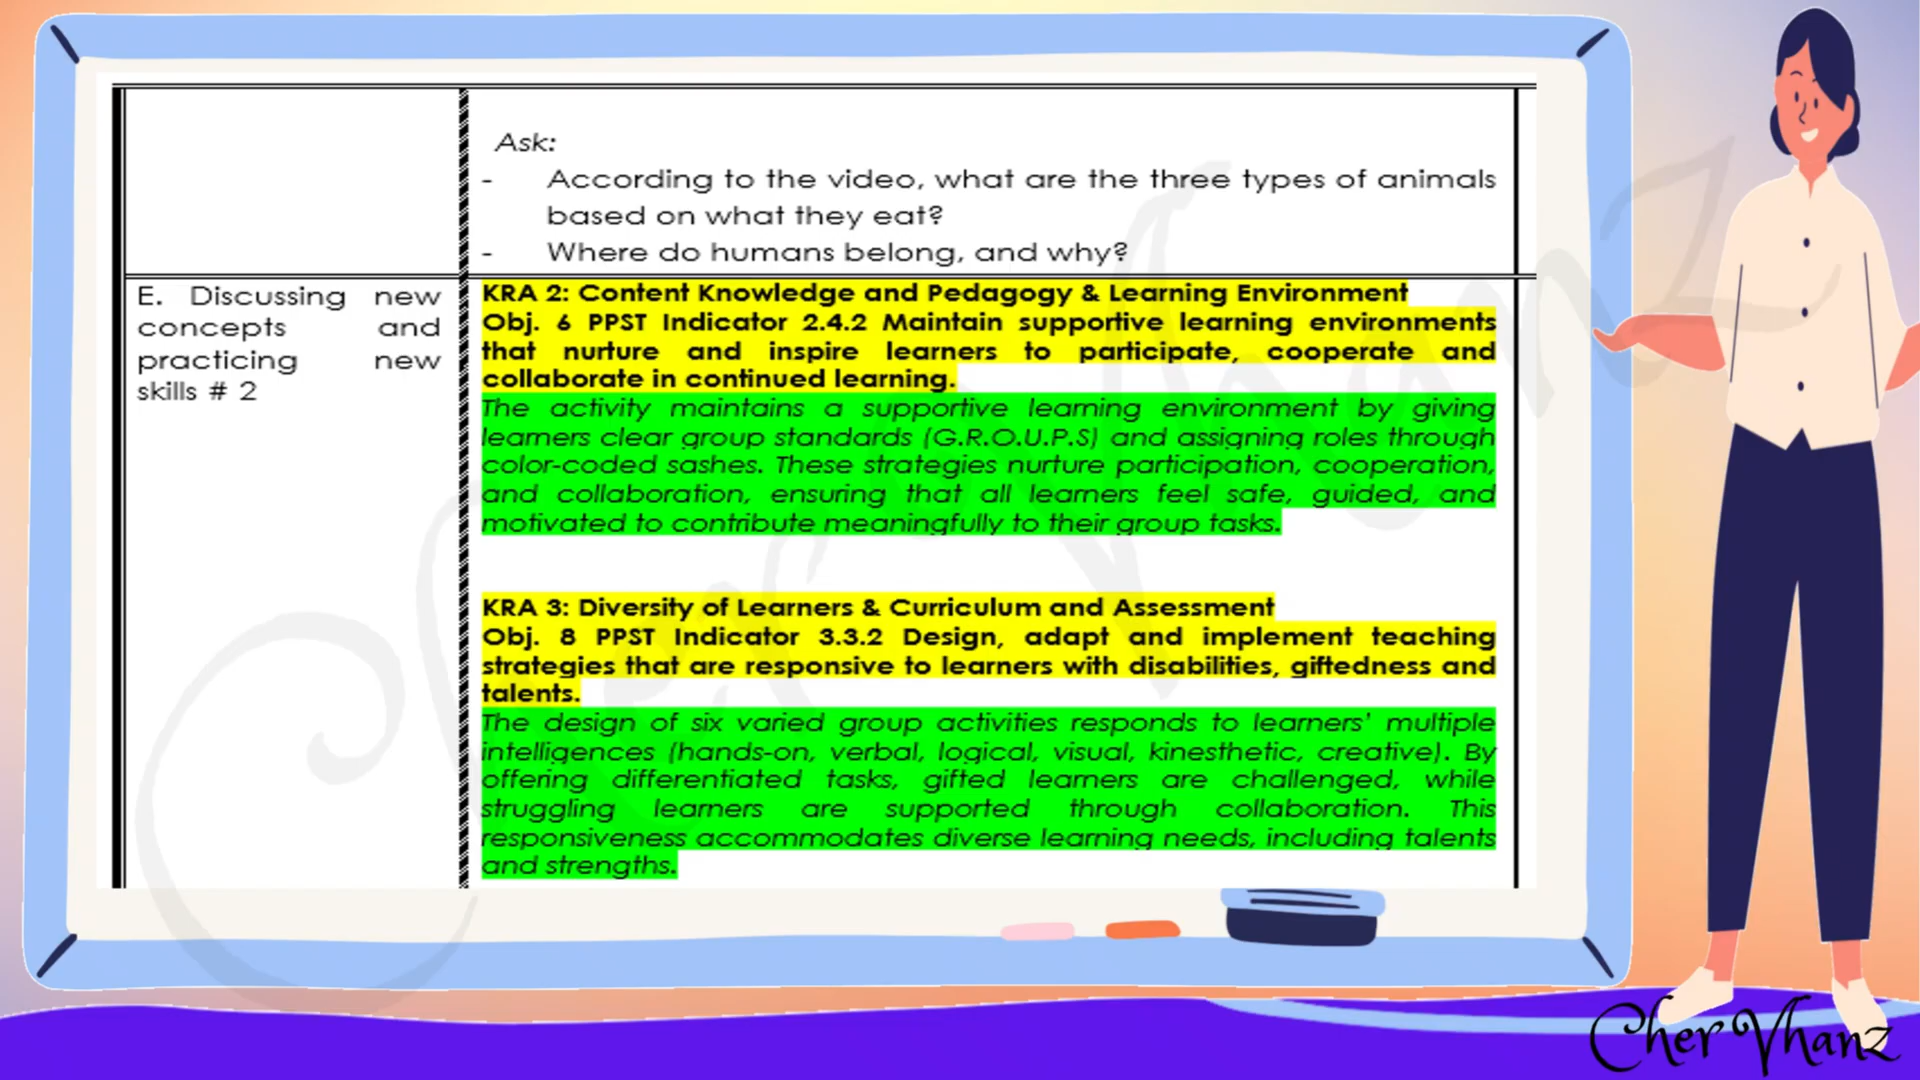 Ask:
- According to the video, what are the three types of animals
based on what they eat?
- Where do humans belong, and why?
E. Discussing new
concepts and
practicing new
skills # 2
KRA 2: Content Knowledge and Pedagogy & Learning Environment
Obj. 6 PPST Indicator 2.4.2 Maintain supportive learning environments
that nurture and inspire learners to participate, cooperate and
collaborate in continued learning.
The activity maintains a supportive learning environment by giving
learners clear group standards (G.R.O.U.P.S) and assigning roles through
color-coded sashes. These strategies nurture participation, cooperation,
and collaboration, ensuring that all learners feel safe, guided, and
motivated to contribute meaningfully to their group tasks.
KRA 3: Diversity of Learners & Curriculum and Assessment
Obj. 8 PPST Indicator 3.3.2 Design, adapt and implement teaching
strategies that are responsive to learners with disabilities, giftedness and
talents.
The design of six varied group activities responds to learners' multiple
intelligences (hands-on, verbal, logical, visual, kinesthetic, creative). By
offering differentiated tasks, gifted learners are challenged, while
struggling learners are supported through collaboration. This
responsiveness accommodates diverse learning needs, including talents
and strengths.
Cher Vhanz
Cher Vhanz